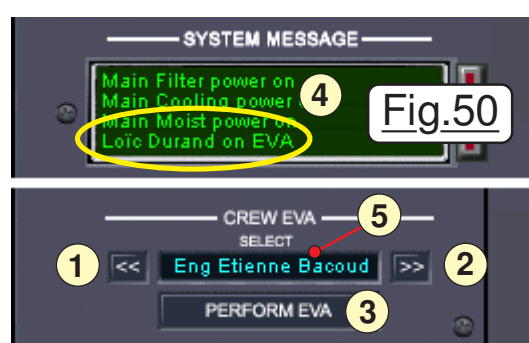 SYSTEM MESSAGE
Main Filter power on
Main Cooling power
4
Main Moist power on
Loïc Durand on EVA
Fig.50
CREW EVA
5
SELECT
1 << Eng Etienne Bacoud >> 2
PERFORM EVA 3